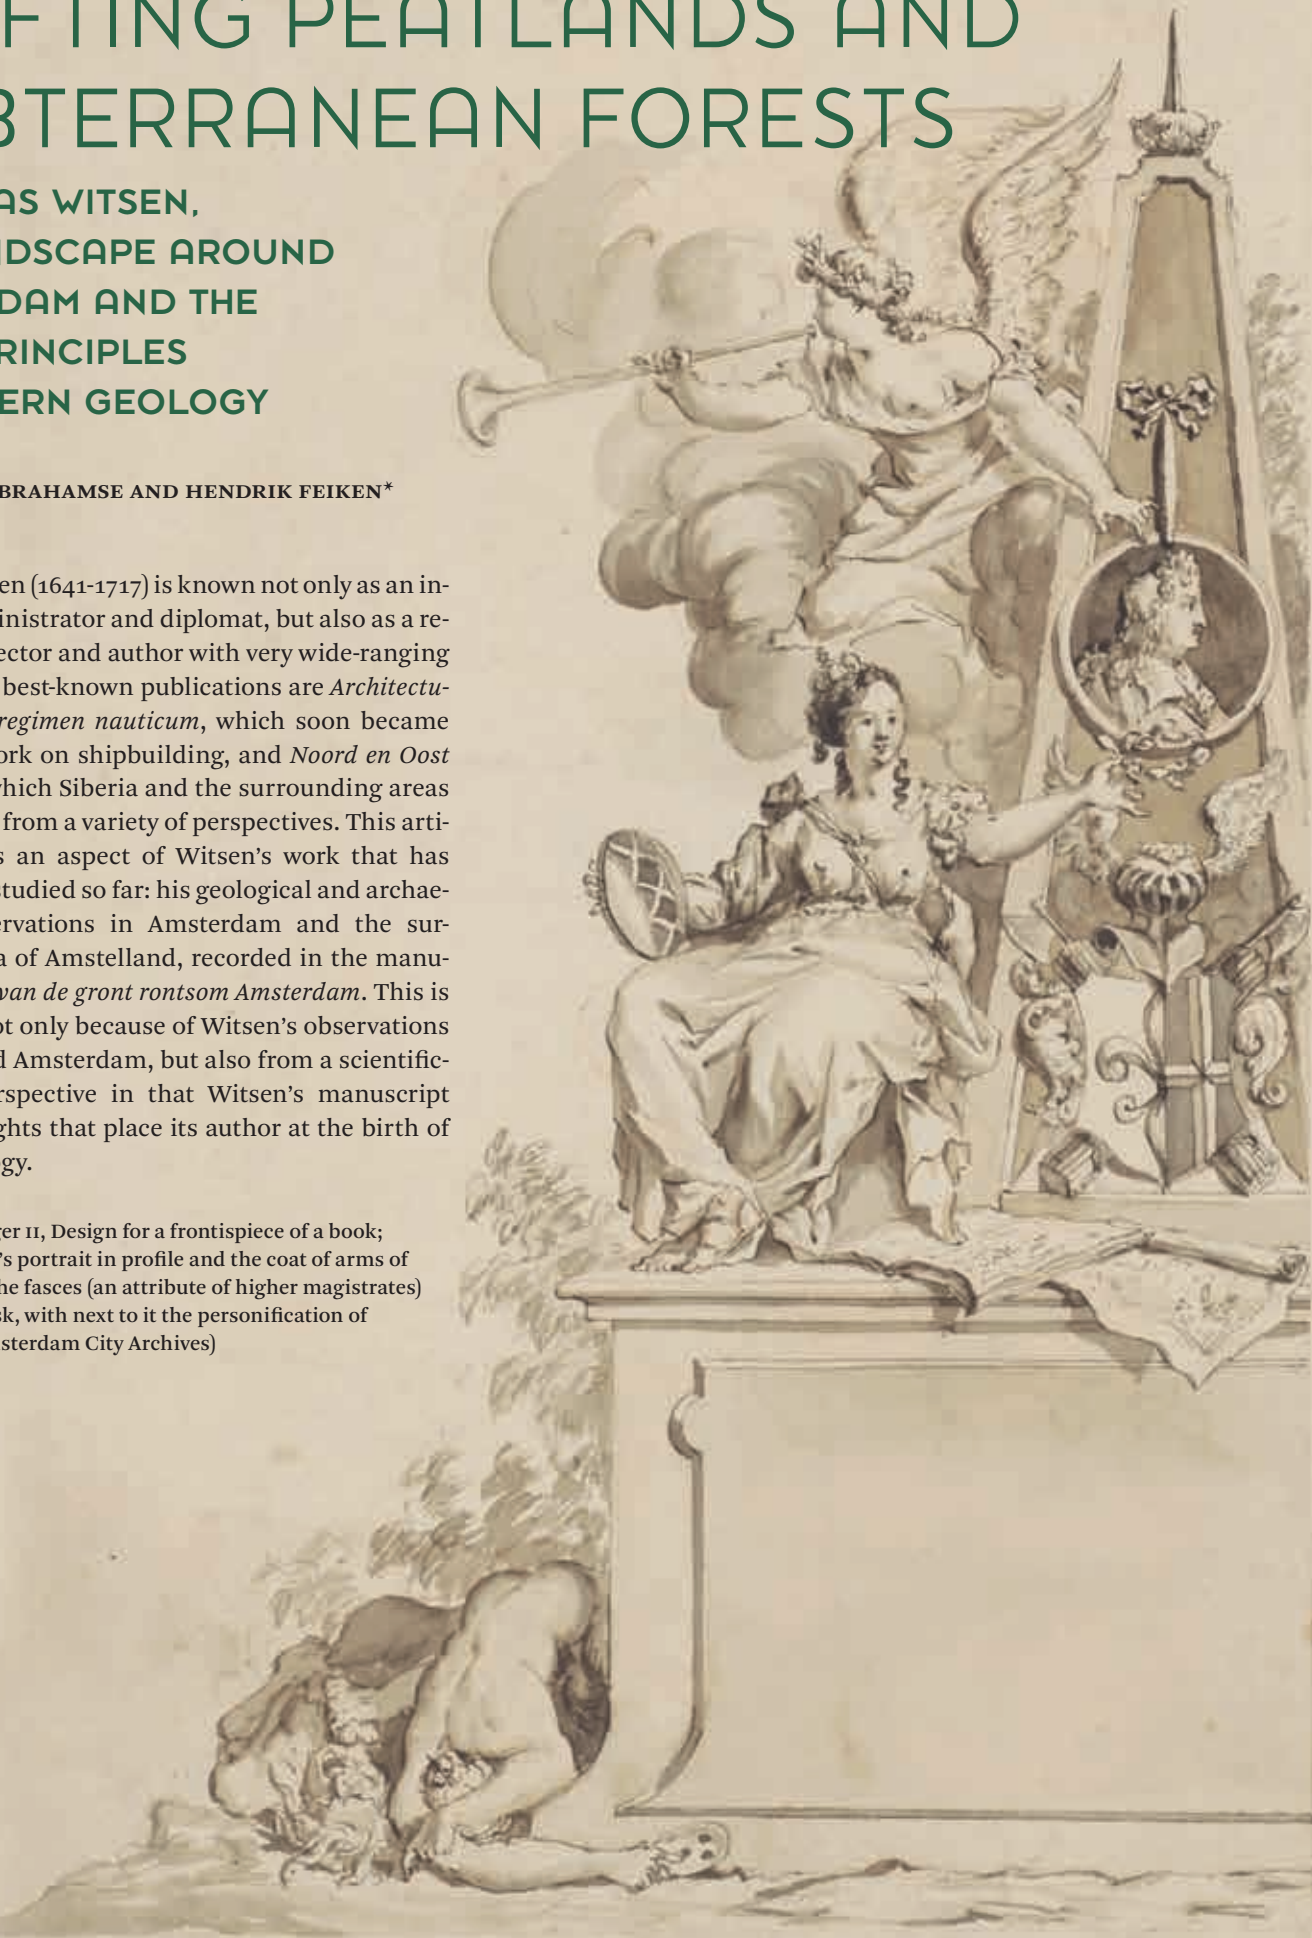 FTING PEATLANDS AND
BTERRANEAN FORESTS
AS WITSEN,
NDSCAPE AROUND
DAM AND THE
RINCIPLES
ERN GEOLOGY
BRAHAMSE AND HENDRIK FEIKEN*
en (1641-1717) is known not only as an in-
inistrator and diplomat, but also as a re-
ector and author with very wide-ranging
best-known publications are Architectu-
regimen nauticum, which soon became
ork on shipbuilding, and Noord en Oost
which Siberia and the surrounding areas
from a variety of perspectives. This arti-
s an aspect of Witsen's work that has
studied so far: his geological and archae-
ervations in Amsterdam and the sur-
a of Amstelland, recorded in the manu-
van de gront rontsom Amsterdam. This is
ot only because of Witsen's observations
d Amsterdam, but also from a scientific-
rspective in that Witsen's manuscript
ghts that place its author at the birth of
gy.
ger II, Design for a frontispiece of a book;
's portrait in profile and the coat of arms of
he fasces (an attribute of higher magistrates)
sk, with next to it the personification of
msterdam City Archives)